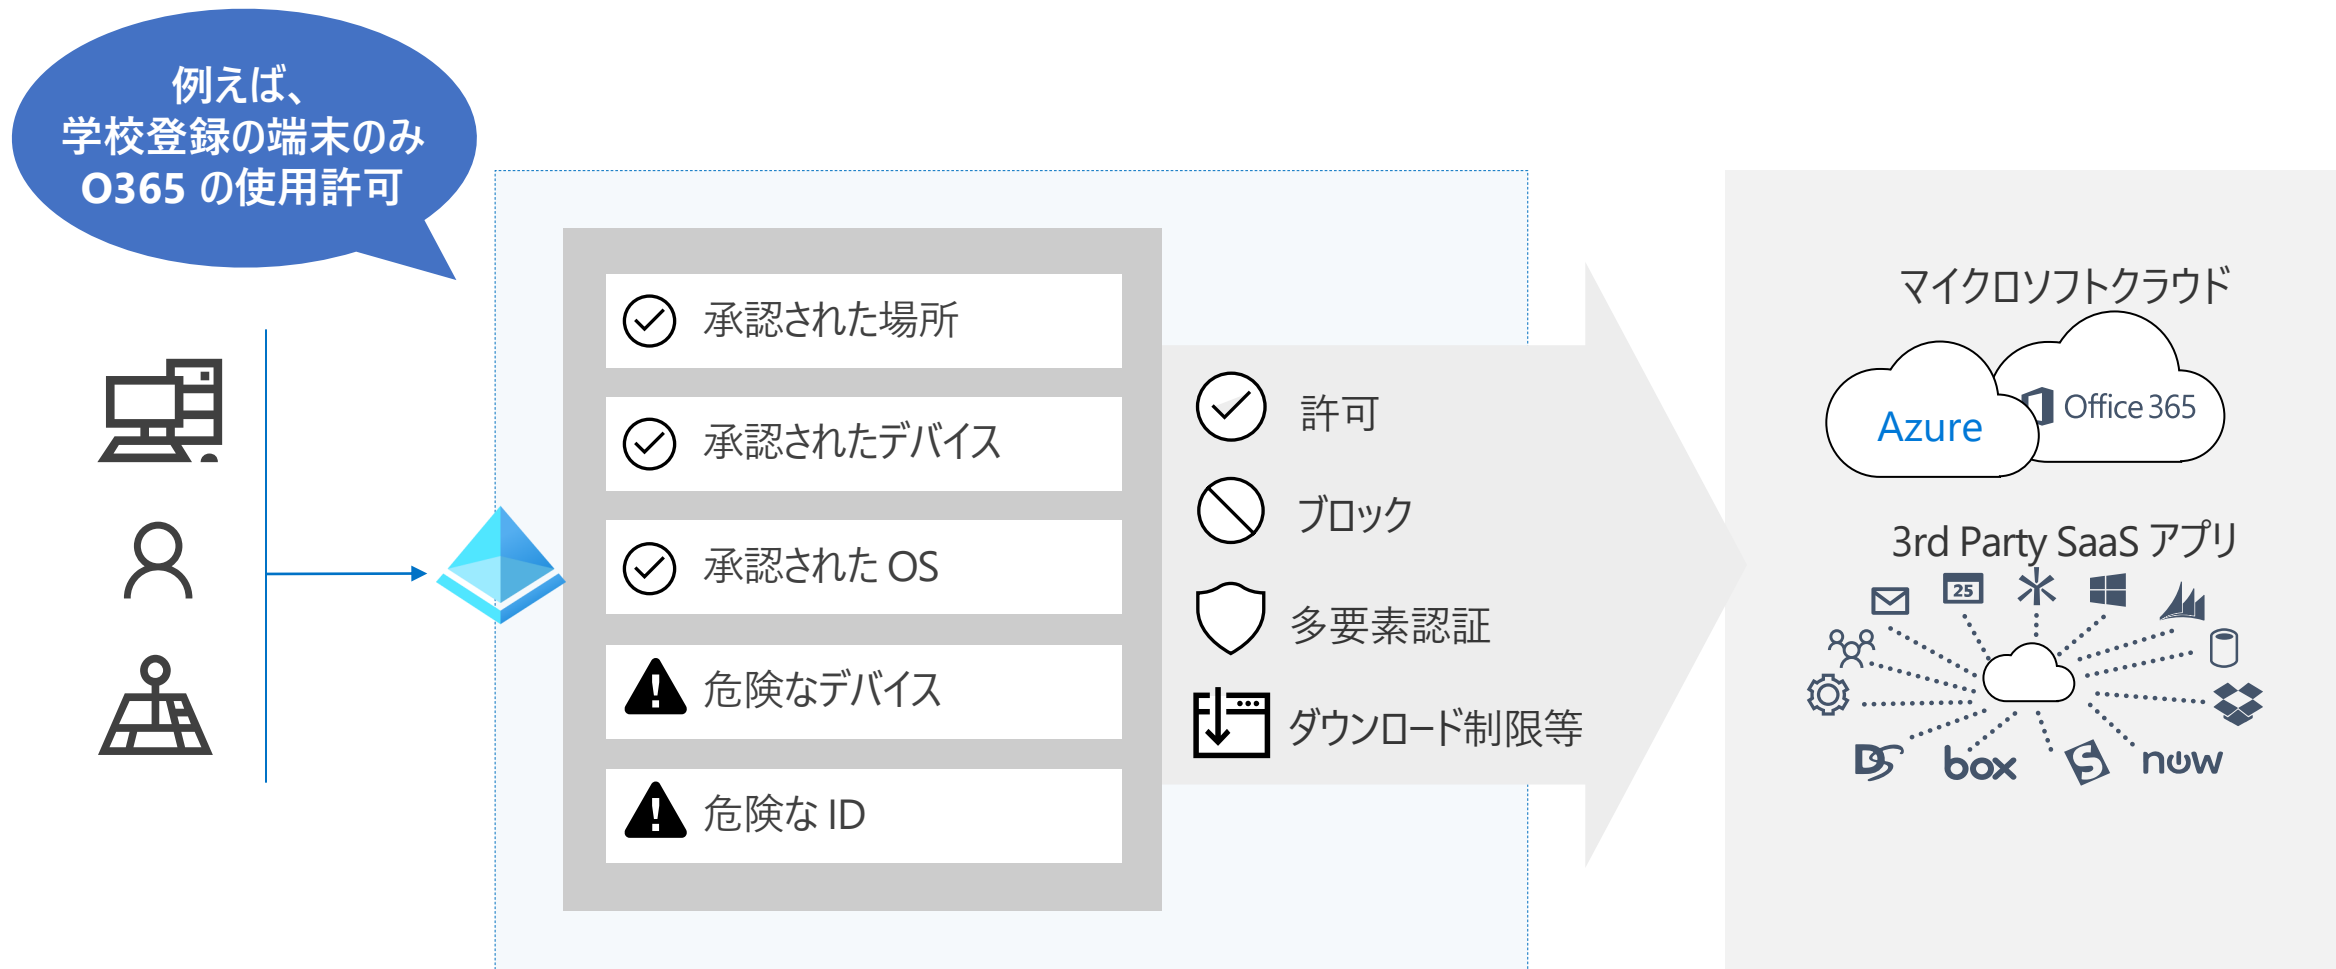 例えば、
学校登録の端末のみ
O365 の使用許可
承認された場所
承認されたデバイス
承認された OS
危険なデバイス
危険な ID
許可
ブロック
多要素認証
ダウンロード制限等
マイクロソフトクラウド
Azure
Office 365
3rd Party SaaS アプリ
25
box
now